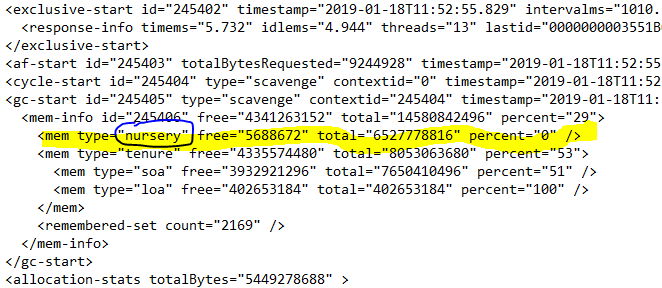 <exclusive-start id="245402" timestamp="2019-01-18T11:52:55.829" intervalms="1010.
<response-info timems="5.732" idlems="4.944" threads="13" lastid="0000000003551B
</exclusive-start>
<af-start id="245403" totalBytesRequested="9244928" timestamp="2019-01-18T11:52:55
<cycle-start id="245404" type="scavenge" contextid="0" timestamp="2019-01-18T11:52
<gc-start id="245405" type="scavenge" contextid="245404" timestamp="2019-01-18T11:
<mem-info id="245406" free="4341263152" total="14580842496" percent="29">
<mem type="nursery" free="5688672" total="6527778816" percent="0" />
<mem type="tenure" free="4335574480" total="8053063680" percent="53">
<mem type="soa" free="3932921296" total="7650410496" percent="51" />
<mem type="loa" free="402653184" total="402653184" percent="100" />
</mem>
<remembered-set count="2169" />
</mem-info>
</gc-start>
<allocation-stats totalBytes="5449278688" >